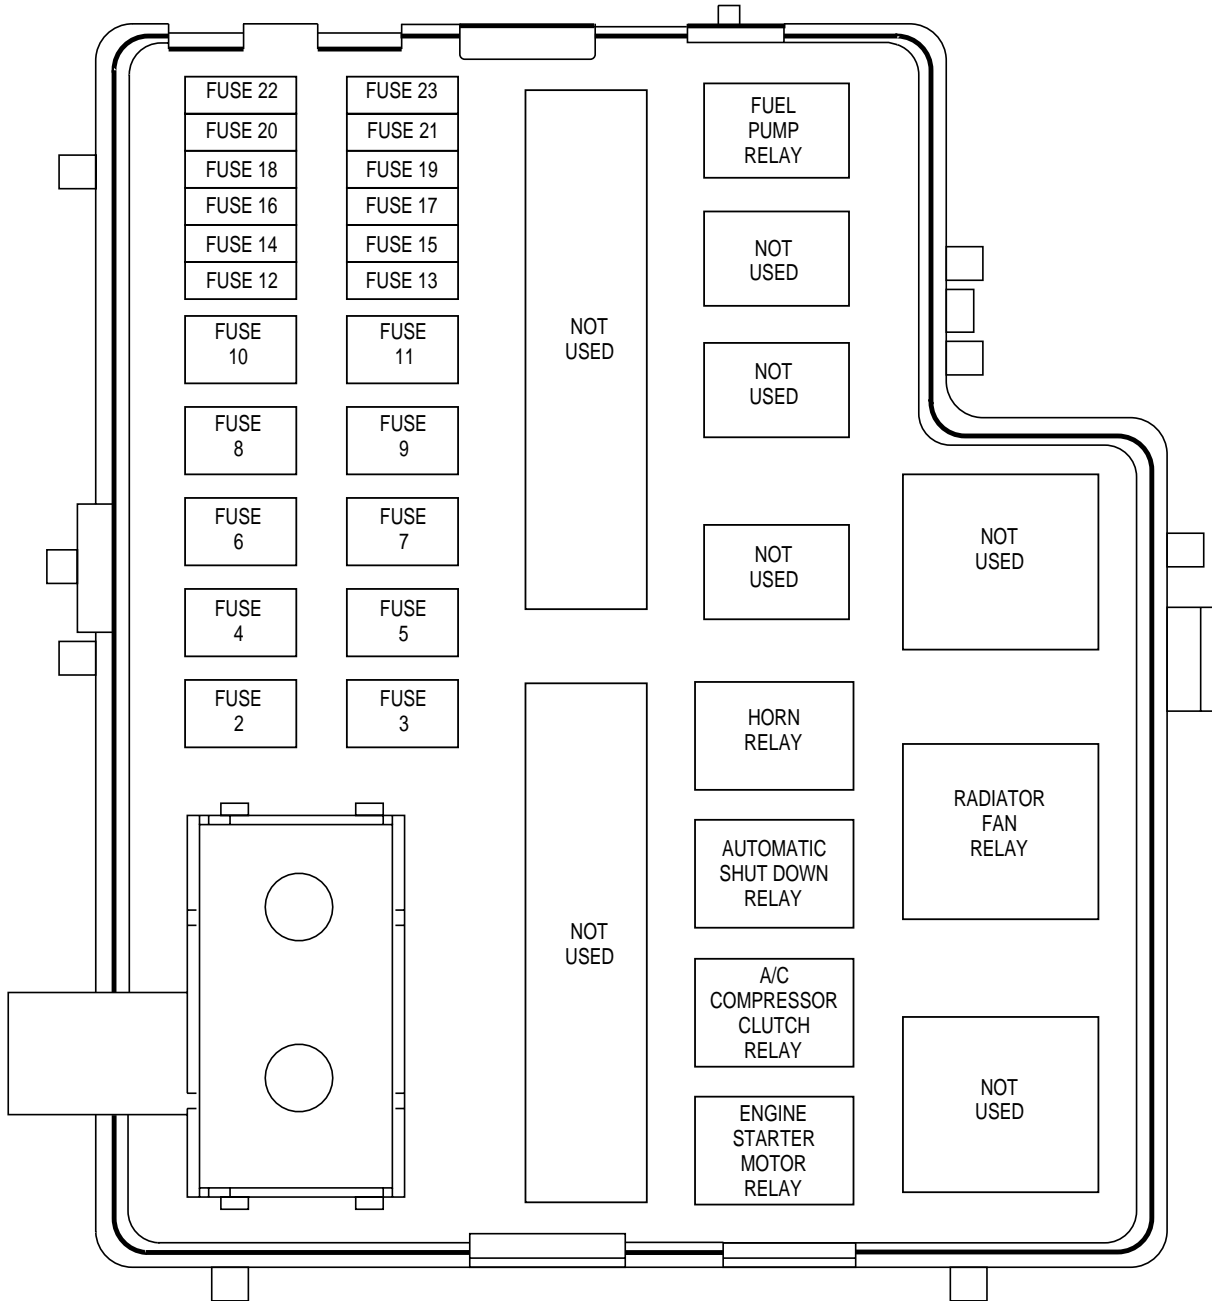 FUSE 22
FUSE 20
FUSE 18
FUSE 16
FUSE 14
FUSE 12
FUSE
10
FUSE
8
FUSE
6
FUSE
4
FUSE
2
FUSE 23
FUSE 21
FUSE 19
FUSE 17
FUSE 15
FUSE 13
FUSE
11
FUSE
9
FUSE
7
FUSE
5
FUSE
3
NOT
USED
NOT
USED
FUEL
PUMP
RELAY
NOT
USED
NOT
USED
NOT
USED
HORN
RELAY
AUTOMATIC
SHUT DOWN
RELAY
A/C
COMPRESSOR
CLUTCH
RELAY
ENGINE
STARTER
MOTOR
RELAY
NOT
USED
RADIATOR
FAN
RELAY
NOT
USED